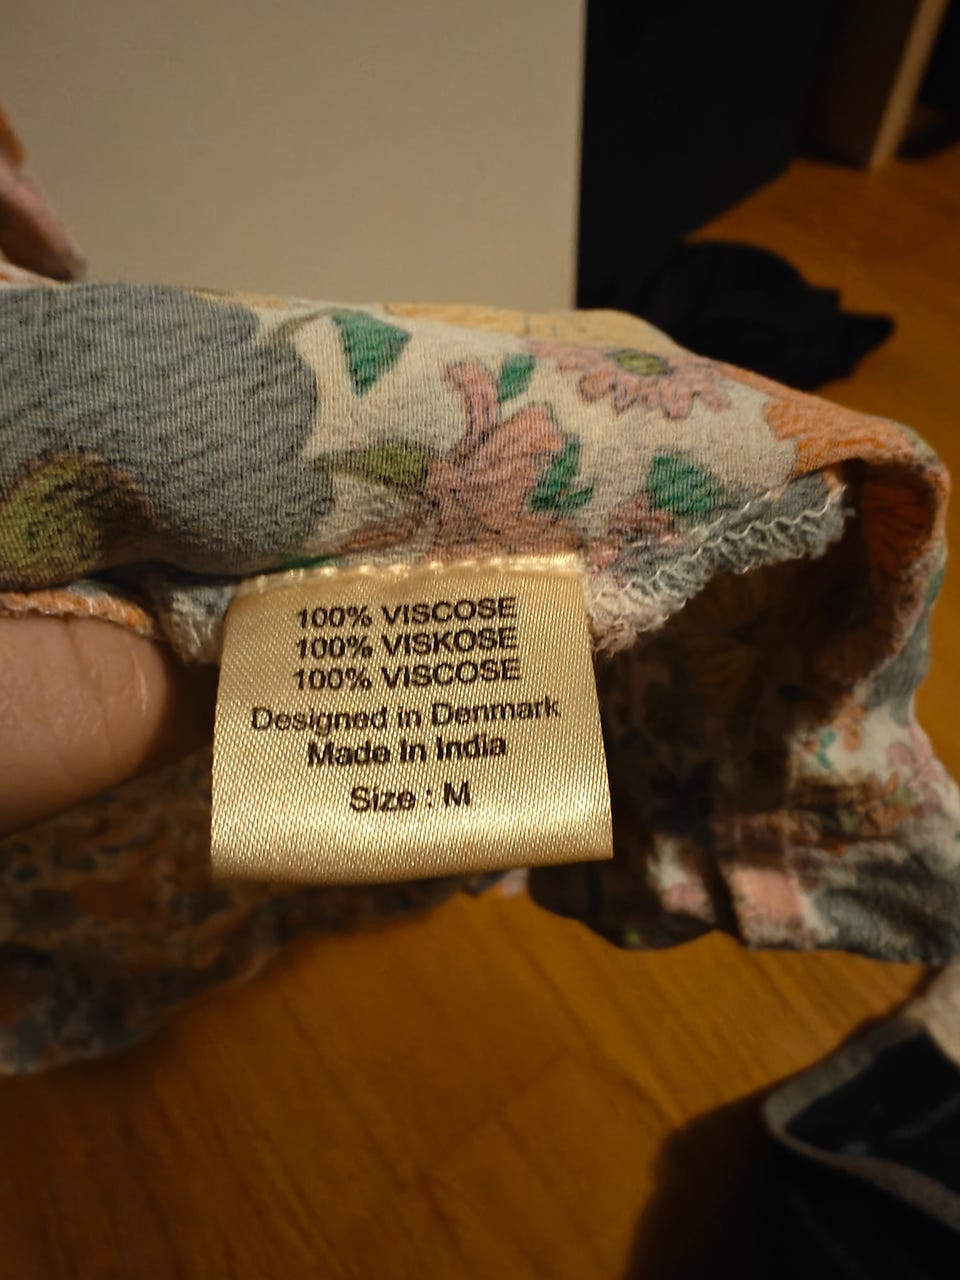 100% VISCOSE
100% VISKOSE
100% VISCOSE
Designed in Denmark
Made In India
Size : M